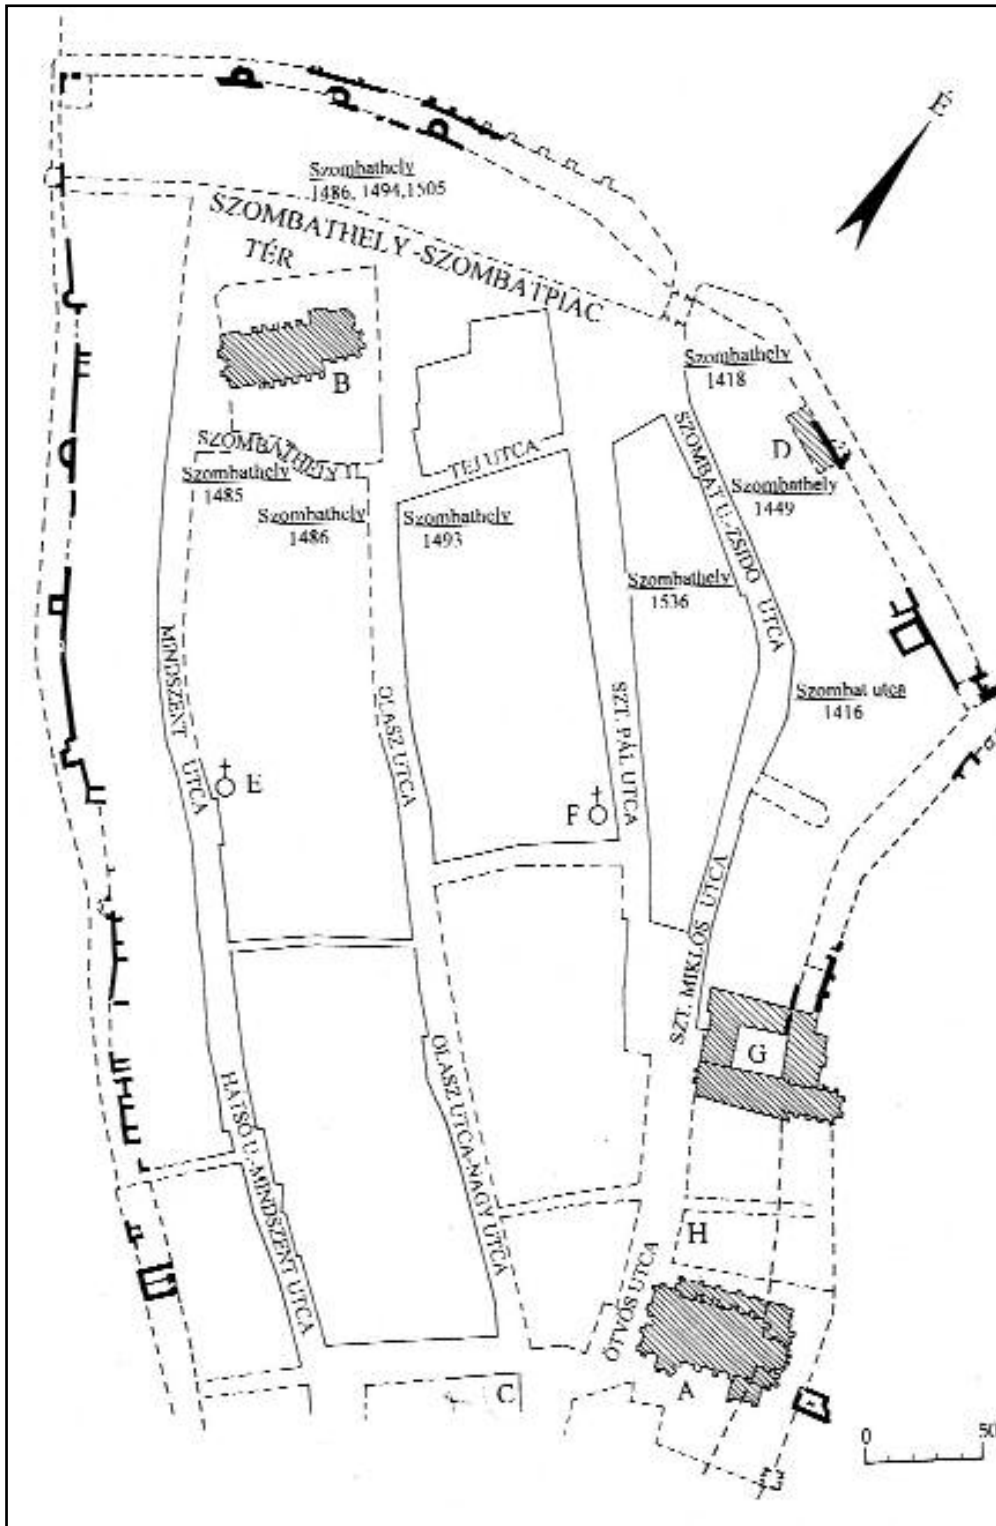 É
Szombathely
1486, 1494,1505
SZOMBATHELY-SZOMBATPIAC
TÉR
B
Szombathely
1418
D
SZOMBATHELY U.
TEJ UTCA
SZOMBAT U.-ZSIDÓ UTCA
Szombathely
1485
Szombathely
1486
Szombathely
1493
Szombathely
1449
Szombathely
1536
Szombat utca
1416
MINDSZENT UTCA
OLASZ UTCA
SZT. PÁL UTCA
E
F
SZT. MIKLÓS UTCA
G
HÁTSÓ U.-MINDSZENT UTCA
OLASZ UTCA-NAGY UTCA
H
ÖTVÖS UTCA
A
C
0
50